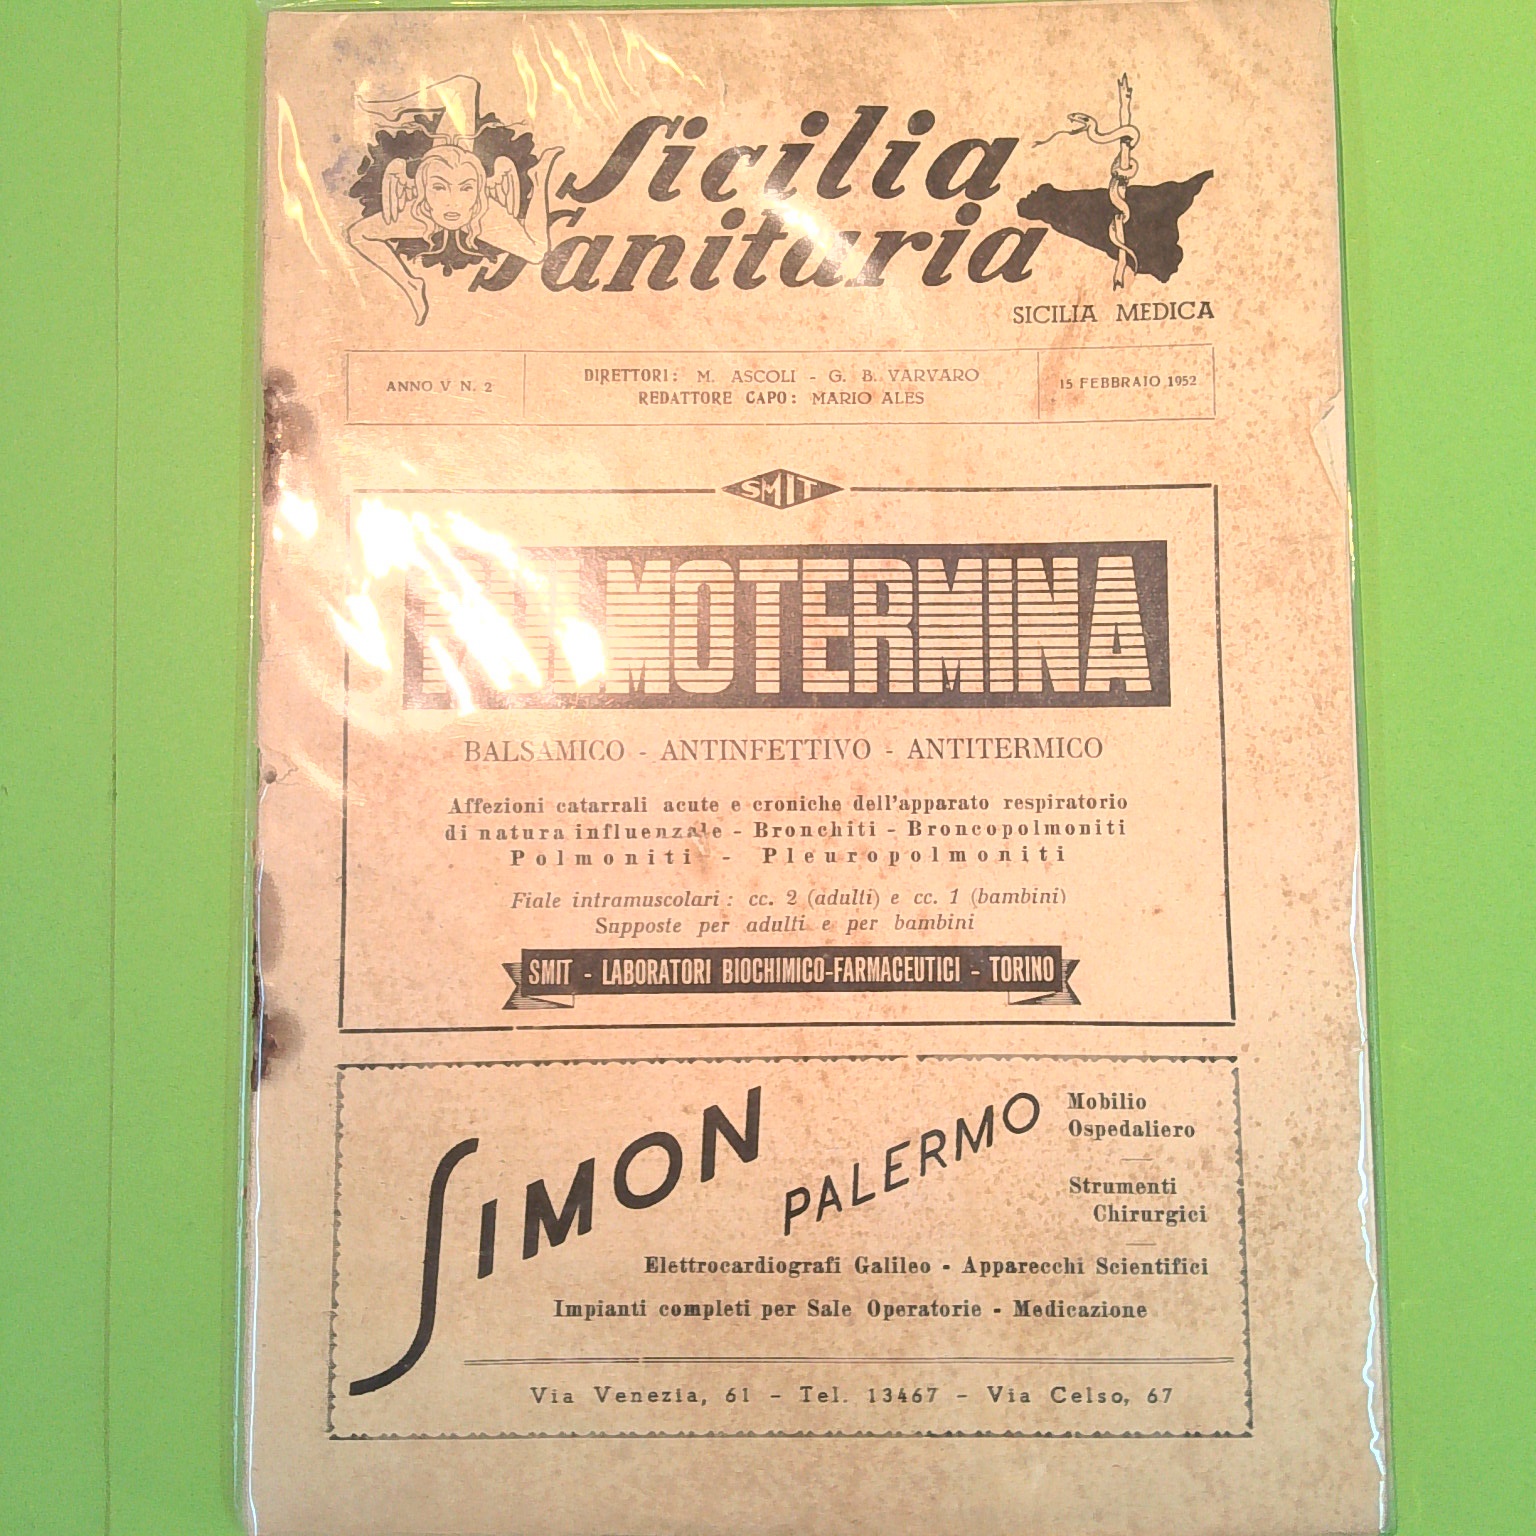 Sicilia
Sanitaria
SICILIA MEDICA
ANNO V N. 2
DIRETTORI: M. ASCOLI - G. B. VARVARO
REDATTORE CAPO: MARIO ALES
15 FEBBRAIO 1952
SMIT
PULMOTERMINA
BALSAMICO - ANTINFETTIVO - ANTITERMICO
Affezioni catarrali acute e croniche dell'apparato respiratorio
di natura influenzale - Bronchiti - Broncopolmoniti
Polmoniti - Pleuropolmoniti
Fiale intramuscolari: cc. 2 (adulti) e cc. 1 (bambini)
Supposte per adulti e per bambini
SMIT - LABORATORI BIOCHIMICO-FARMACEUTICI - TORINO
SIMON
PALERMO
Mobilio
Ospedaliero
Strumenti
Chirurgici
Elettrocardiografi Galileo - Apparecchi Scientifici
Impianti completi per Sale Operatorie - Medicazione
Via Venezia, 61 - Tel. 13467 - Via Celso, 67